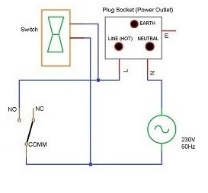 Plug Socket (Power Outlet)
Switch
EARTH
LINE (HOT)
NEUTRAL
E
L
N
NO
NC
COMM
230V
50Hz